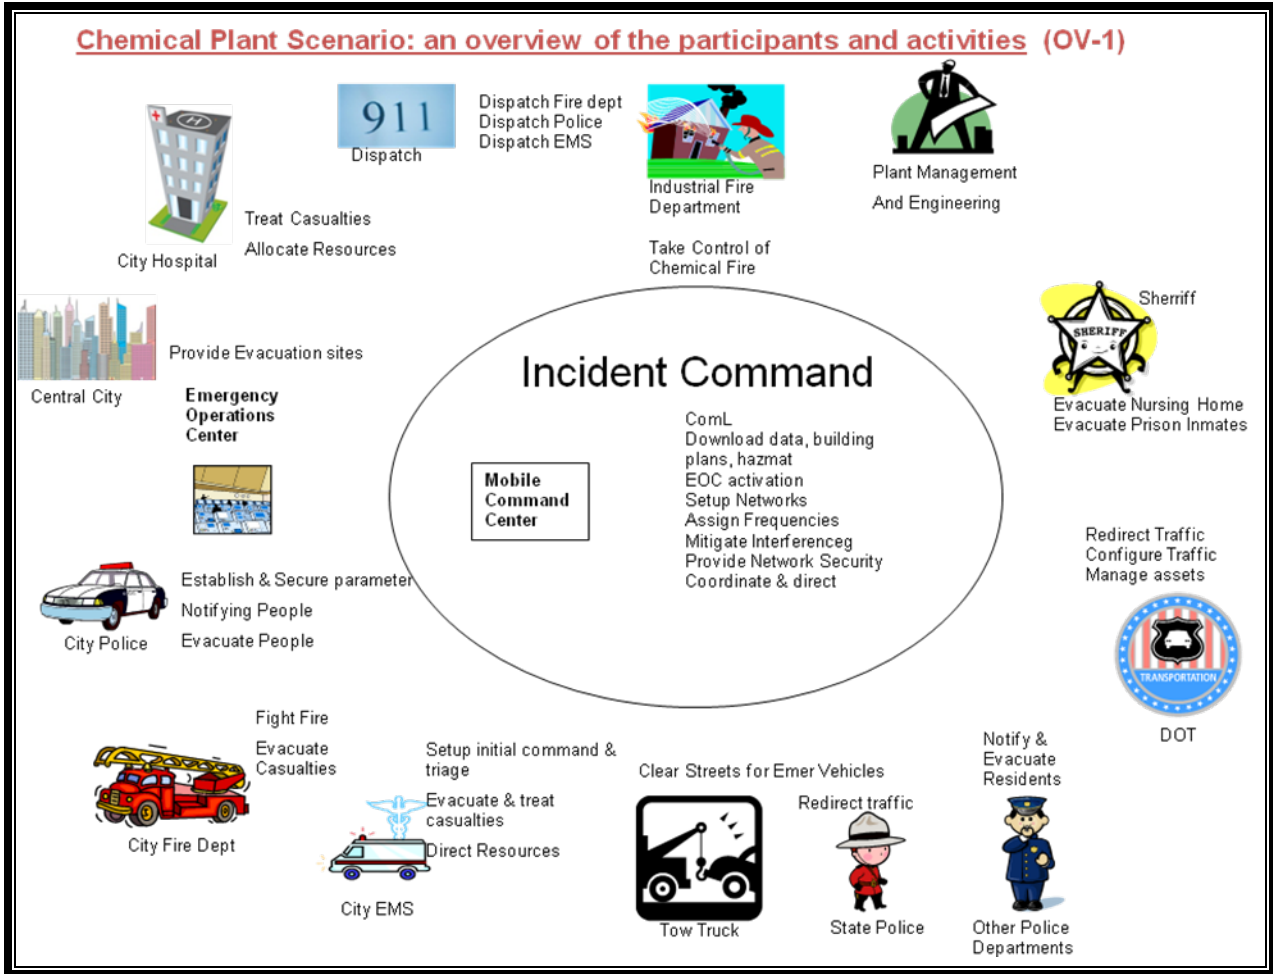 Chemical Plant Scenario: an overview of the participants and activities (OV-1)
911
Dispatch
Dispatch Fire dept
Dispatch Police
Dispatch EMS
Industrial Fire
Department
Take Control of
Chemical Fire
Plant Management
And Engineering
H
City Hospital
Treat Casualties
Allocate Resources
Central City
Provide Evacuation sites
Emergency
Operations
Center
SHERIFF
Sherriff
Evacuate Nursing Home
Evacuate Prison Inmates
Incident Command
Mobile
Command
Center
ComL
Download data, building
plans, hazmat
EOC activation
Setup Networks
Assign Frequencies
Mitigate Interferenceg
Provide Network Security
Coordinate & direct
Redirect Traffic
Configure Traffic
Manage assets
TRANSPORTATION
DOT
City Police
Establish & Secure parameter
Notifying People
Evacuate People
City Fire Dept
Fight Fire
Evacuate
Casualties
City EMS
Setup initial command &
triage
Evacuate & treat
casualties
Direct Resources
Clear Streets for Emer Vehicles
Tow Truck
Redirect traffic
State Police
Notify &
Evacuate
Residents
Other Police
Departments